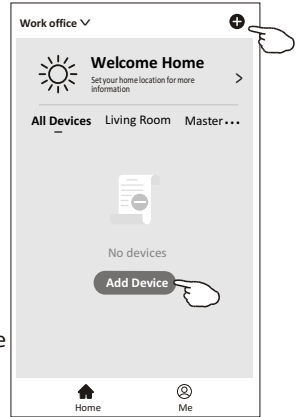 Work office
Welcome Home
Set your home location for more
information
All Devices Living Room Master...
No devices
Add Device
e
Home Me